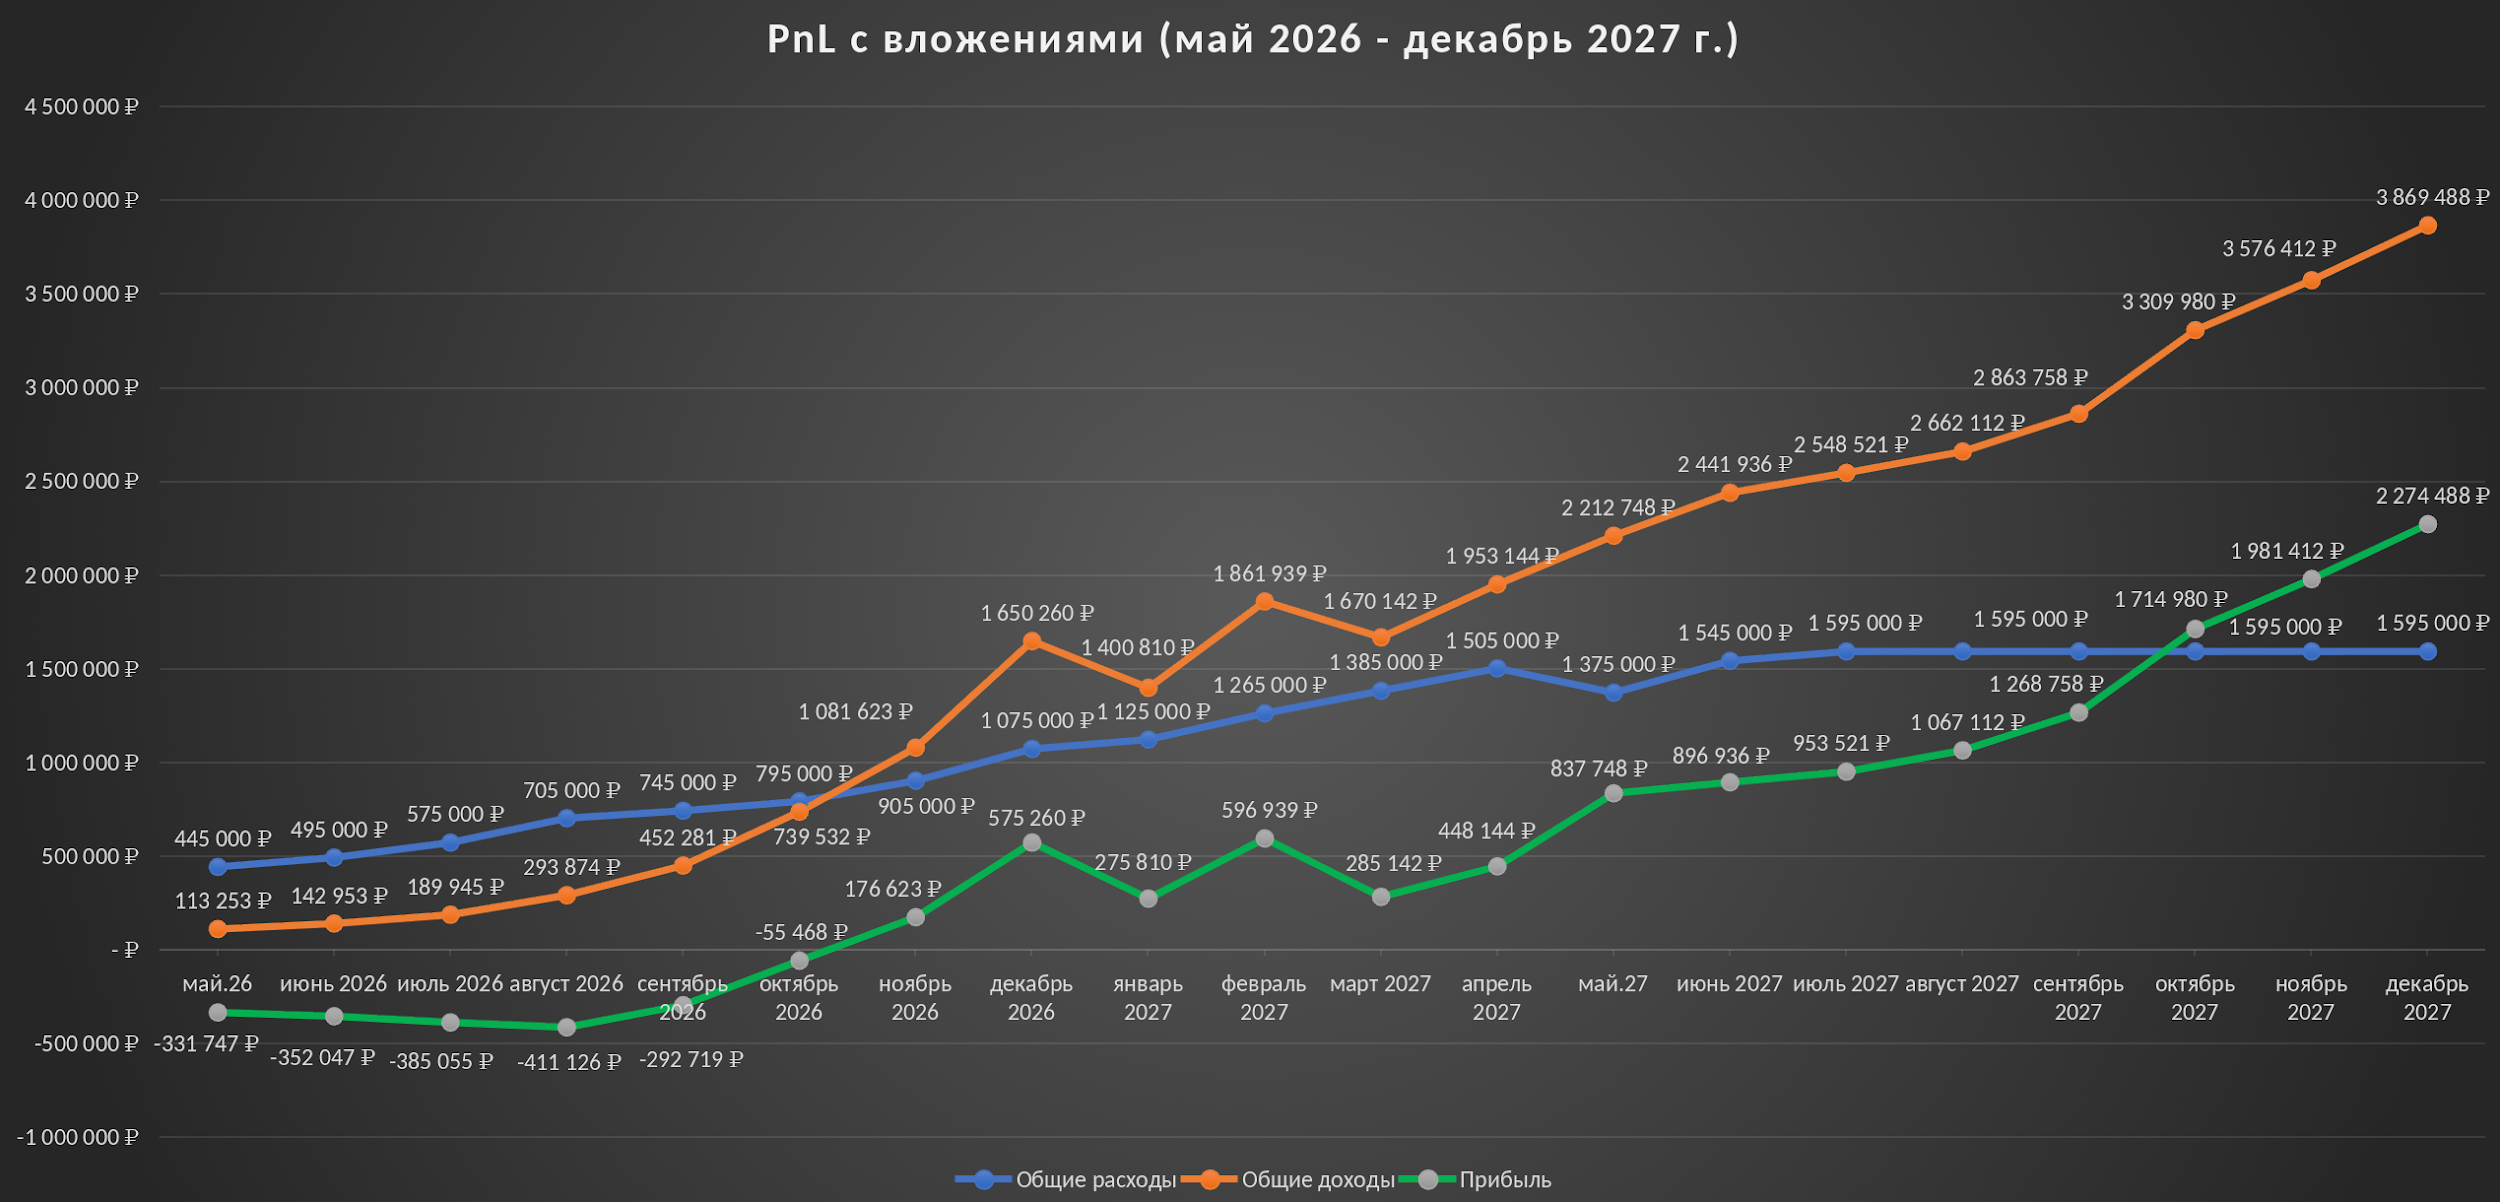 PnL с вложениями (май 2026 - декабрь 2027 г.)
4 500 000 ₽
4 000 000 ₽
3 500 000 ₽
3 000 000 ₽
2 500 000 ₽
2 000 000 ₽
1 500 000 ₽
1 000 000 ₽
500 000 ₽
- ₽
-500 000 ₽
-1 000 000 ₽
445 000 ₽
495 000 ₽
575 000 ₽
705 000 ₽
745 000 ₽
795 000 ₽
905 000 ₽
1 075 000 ₽
1 125 000 ₽
1 265 000 ₽
1 385 000 ₽
1 505 000 ₽
1 375 000 ₽
1 545 000 ₽
1 595 000 ₽
1 595 000 ₽
1 595 000 ₽
1 595 000 ₽
113 253 ₽
142 953 ₽
189 945 ₽
293 874 ₽
452 281 ₽
739 532 ₽
1 081 623 ₽
1 650 260 ₽
1 400 810 ₽
1 861 939 ₽
1 670 142 ₽
1 953 144 ₽
2 212 748 ₽
2 441 936 ₽
2 548 521 ₽
2 662 112 ₽
2 863 758 ₽
3 309 980 ₽
3 576 412 ₽
3 869 488 ₽
-331 747 ₽
-352 047 ₽
-385 055 ₽
-411 126 ₽
-292 719 ₽
-55 468 ₽
176 623 ₽
575 260 ₽
275 810 ₽
596 939 ₽
285 142 ₽
448 144 ₽
837 748 ₽
896 936 ₽
953 521 ₽
1 067 112 ₽
1 268 758 ₽
1 714 980 ₽
1 981 412 ₽
2 274 488 ₽
май.26
июнь 2026
июль 2026
август 2026
сентябрь
2026
октябрь
2026
ноябрь
2026
декабрь
2026
январь
2027
февраль
2027
март 2027
апрель
2027
май.27
июнь 2027
июль 2027
август 2027
сентябрь
2027
октябрь
2027
ноябрь
2027
декабрь
2027
Общие расходы
Общие доходы
Прибыль